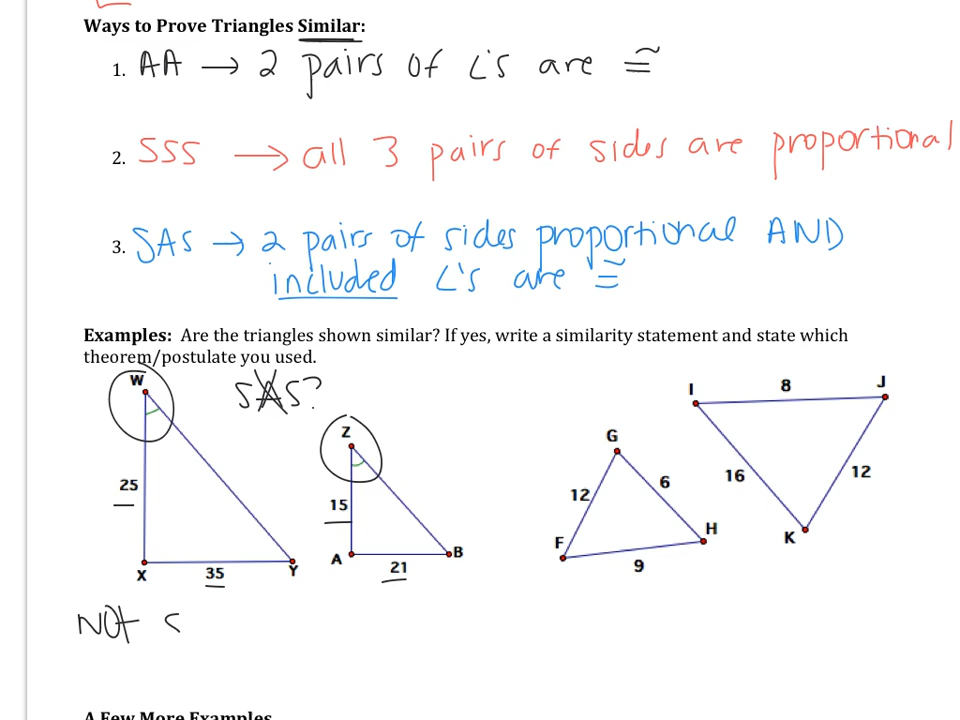 Ways to Prove Triangles Similar:
1. AA → 2 pairs of ∠'s are ≅
2. SSS → all 3 pairs of sides are proportional
3. SAS → 2 pairs of sides proportional AND
included ∠'s are ≅
Examples: Are the triangles shown similar? If yes, write a similarity statement and state which
theorem/postulate you used.
W
SAS?
Z
25
15
X
35
Y
A
21
B
I
8
J
G
12
6
16
12
F
H
K
9
NOT S
A Few More Examples